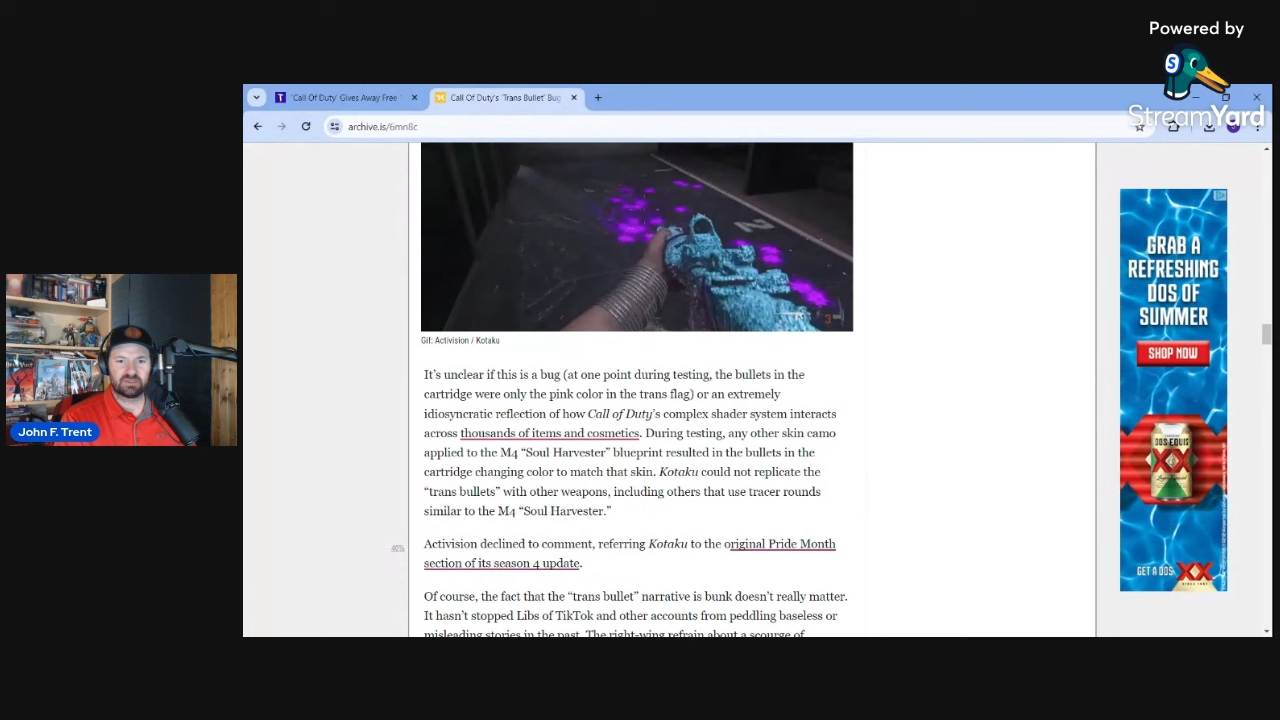 Powered by
S
StreamYard
T 'Call Of Duty' Gives Away Free
Call Of Duty's 'Trans Bullet' Bug
archive.is/6mn8c
2
3
Gif: Activision / Kotaku
It's unclear if this is a bug (at one point during testing, the bullets in the
cartridge were only the pink color in the trans flag) or an extremely
idiosyncratic reflection of how Call of Duty's complex shader system interacts
across thousands of items and cosmetics. During testing, any other skin camo
applied to the M4 “Soul Harvester” blueprint resulted in the bullets in the
cartridge changing color to match that skin. Kotaku could not replicate the
“trans bullets” with other weapons, including others that use tracer rounds
similar to the M4 “Soul Harvester.”
40%
Activision declined to comment, referring Kotaku to the original Pride Month
section of its season 4 update.
Of course, the fact that the “trans bullet” narrative is bunk doesn't really matter.
It hasn't stopped Libs of TikTok and other accounts from peddling baseless or
misleading stories in the past. The right-wing refrain about a scourge of
GRAB A
REFRESHING
DOS OF
SUMMER
SHOP NOW
DOS EQUIS
XX
GET A DOS XX
John F. Trent